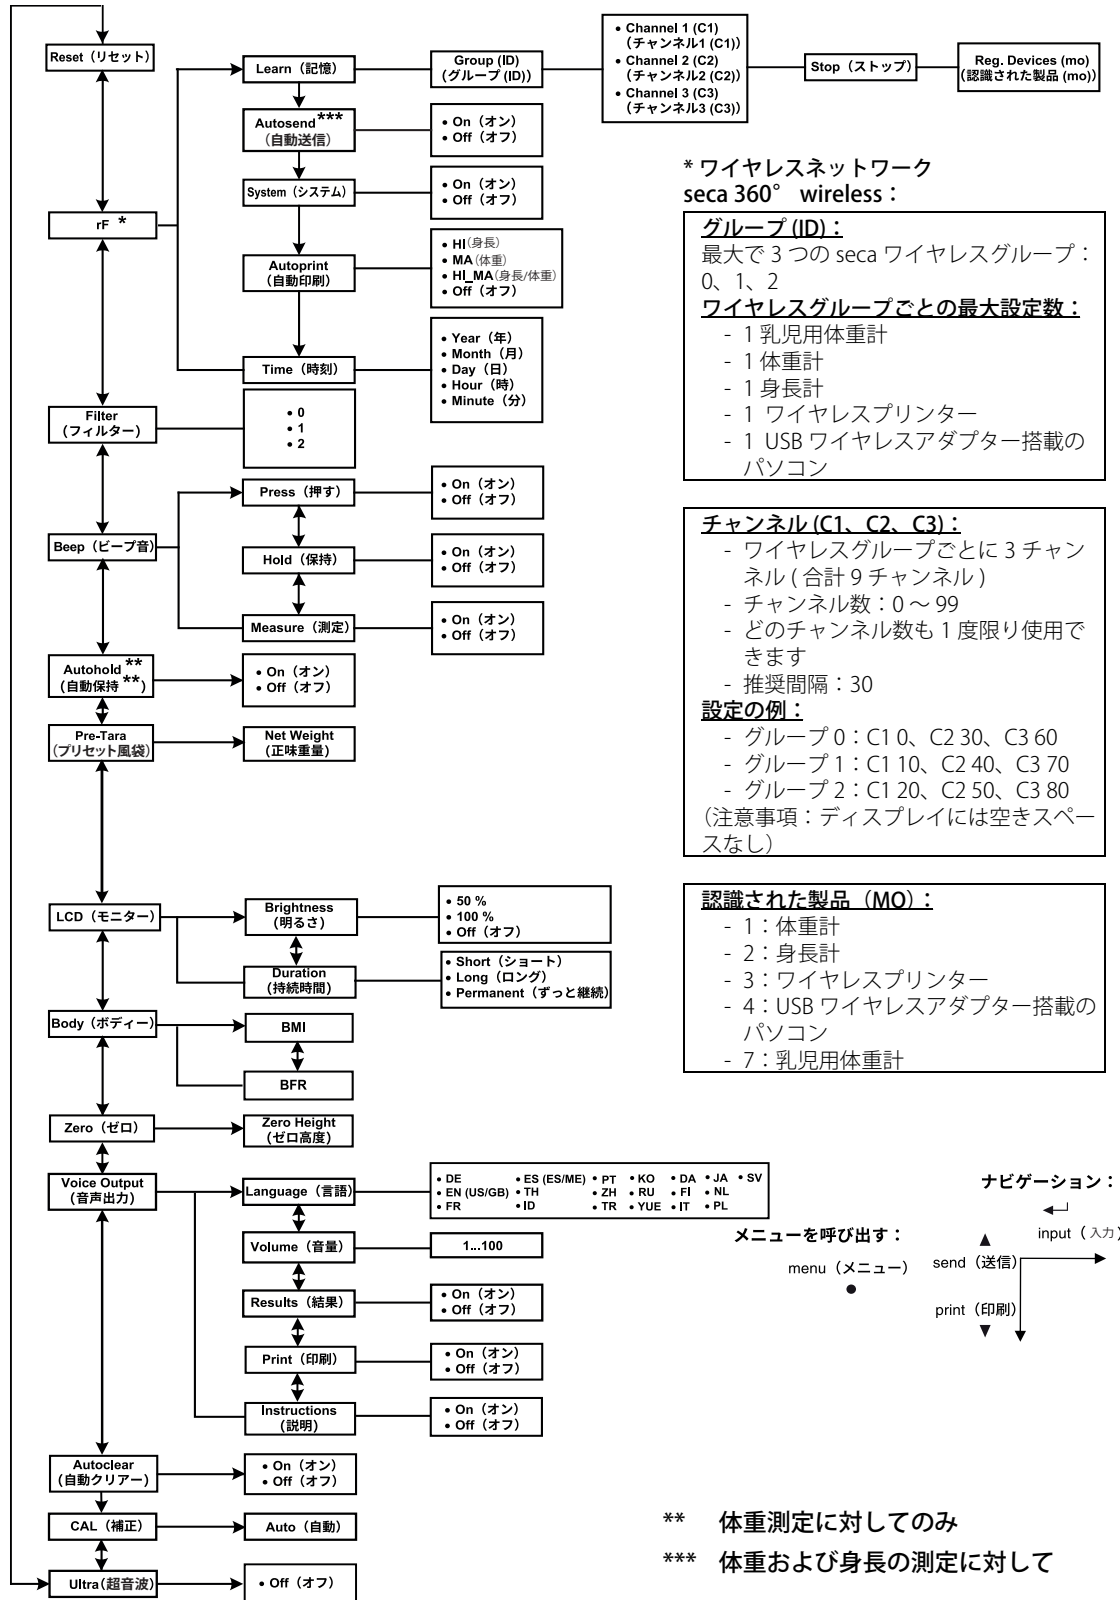 Reset（リセット）
Learn（記憶）
Group (ID)
(グループ (ID))
• Channel 1 (C1)
(チャンネル1 (C1))
• Channel 2 (C2)
(チャンネル2 (C2))
• Channel 3 (C3)
(チャンネル3 (C3))
Stop（ストップ）
Reg. Devices (mo)
(認識された製品 (mo))
Autosend***
（自動送信）
• On（オン）
• Off（オフ）
System（システム）
• On（オン）
• Off（オフ）
rF *
Autoprint
（自動印刷）
• HI（身長）
• MA（体重）
• HI_MA（身長/体重）
• Off（オフ）
Time（時刻）
• Year（年）
• Month（月）
• Day（日）
• Hour（時）
• Minute（分）
Filter
（フィルター）
• 0
• 1
• 2
Beep（ビープ音）
Press（押す）
• On（オン）
• Off（オフ）
Hold（保持）
• On（オン）
• Off（オフ）
Measure（測定）
• On（オン）
• Off（オフ）
Autohold **
（自動保持 **）
• On（オン）
• Off（オフ）
Pre-Tara
（プリセット風袋）
Net Weight
（正味重量）
LCD（モニター）
Brightness
（明るさ）
• 50 %
• 100 %
• Off（オフ）
Duration
（持続時間）
• Short（ショート）
• Long（ロング）
• Permanent（ずっと継続）
Body（ボディー）
BMI
BFR
Zero（ゼロ）
Zero Height
（ゼロ高度）
Voice Output
（音声出力）
Language（言語）
• DE • ES (ES/ME) • PT • KO • DA • JA • SV
• EN (US/GB) • TH • ZH • RU • FI • NL
• FR • ID • TR • YUE • IT • PL
Volume（音量）
1...100
Results（結果）
• On（オン）
• Off（オフ）
Print（印刷）
• On（オン）
• Off（オフ）
Instructions
（説明）
• On（オン）
• Off（オフ）
Autoclear
（自動クリアー）
• On（オン）
• Off（オフ）
CAL（補正）
Auto（自動）
Ultra（超音波）
• Off（オフ）
* ワイヤレスネットワーク
seca 360° wireless：
グループ (ID)：
最大で 3 つの seca ワイヤレスグループ：
0、1、2
ワイヤレスグループごとの最大設定数：
- 1 乳児用体重計
- 1 体重計
- 1 身長計
- 1 ワイヤレスプリンター
- 1 USB ワイヤレスアダプター搭載の
パソコン
チャンネル (C1、C2、C3)：
- ワイヤレスグループごとに 3 チャン
ネル ( 合計 9 チャンネル )
- チャンネル数：0 ～ 99
- どのチャンネル数も 1 度限り使用で
きます
- 推奨間隔：30
設定の例：
- グループ 0：C1 0、C2 30、C3 60
- グループ 1：C1 10、C2 40、C3 70
- グループ 2：C1 20、C2 50、C3 80
（注意事項：ディスプレイには空きスペー
スなし）
認識された製品（MO）：
- 1：体重計
- 2：身長計
- 3：ワイヤレスプリンター
- 4：USB ワイヤレスアダプター搭載の
パソコン
- 7：乳児用体重計
ナビゲーション：
input（入力）
メニューを呼び出す：
menu（メニュー）
send（送信）
print（印刷）
** 体重測定に対してのみ
*** 体重および身長の測定に対して